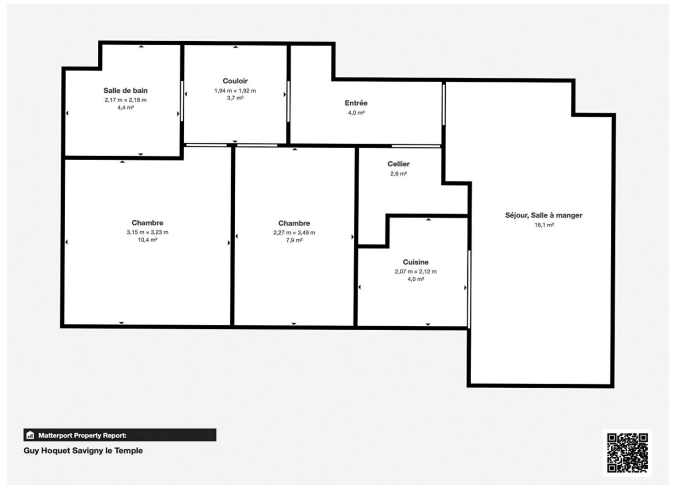 Salle de bain
2,17 m × 2,18 m
4,4 m²
Couloir
1,94 m × 1,92 m
3,7 m²
Entrée
4,0 m²
Cellier
2,6 m²
Séjour, Salle à manger
16,1 m²
Chambre
3,15 m × 3,23 m
10,4 m²
Chambre
2,27 m × 3,49 m
7,9 m²
Cuisine
2,07 m × 2,12 m
4,0 m²
Matterport Property Report:
Guy Hoquet Savigny le Temple